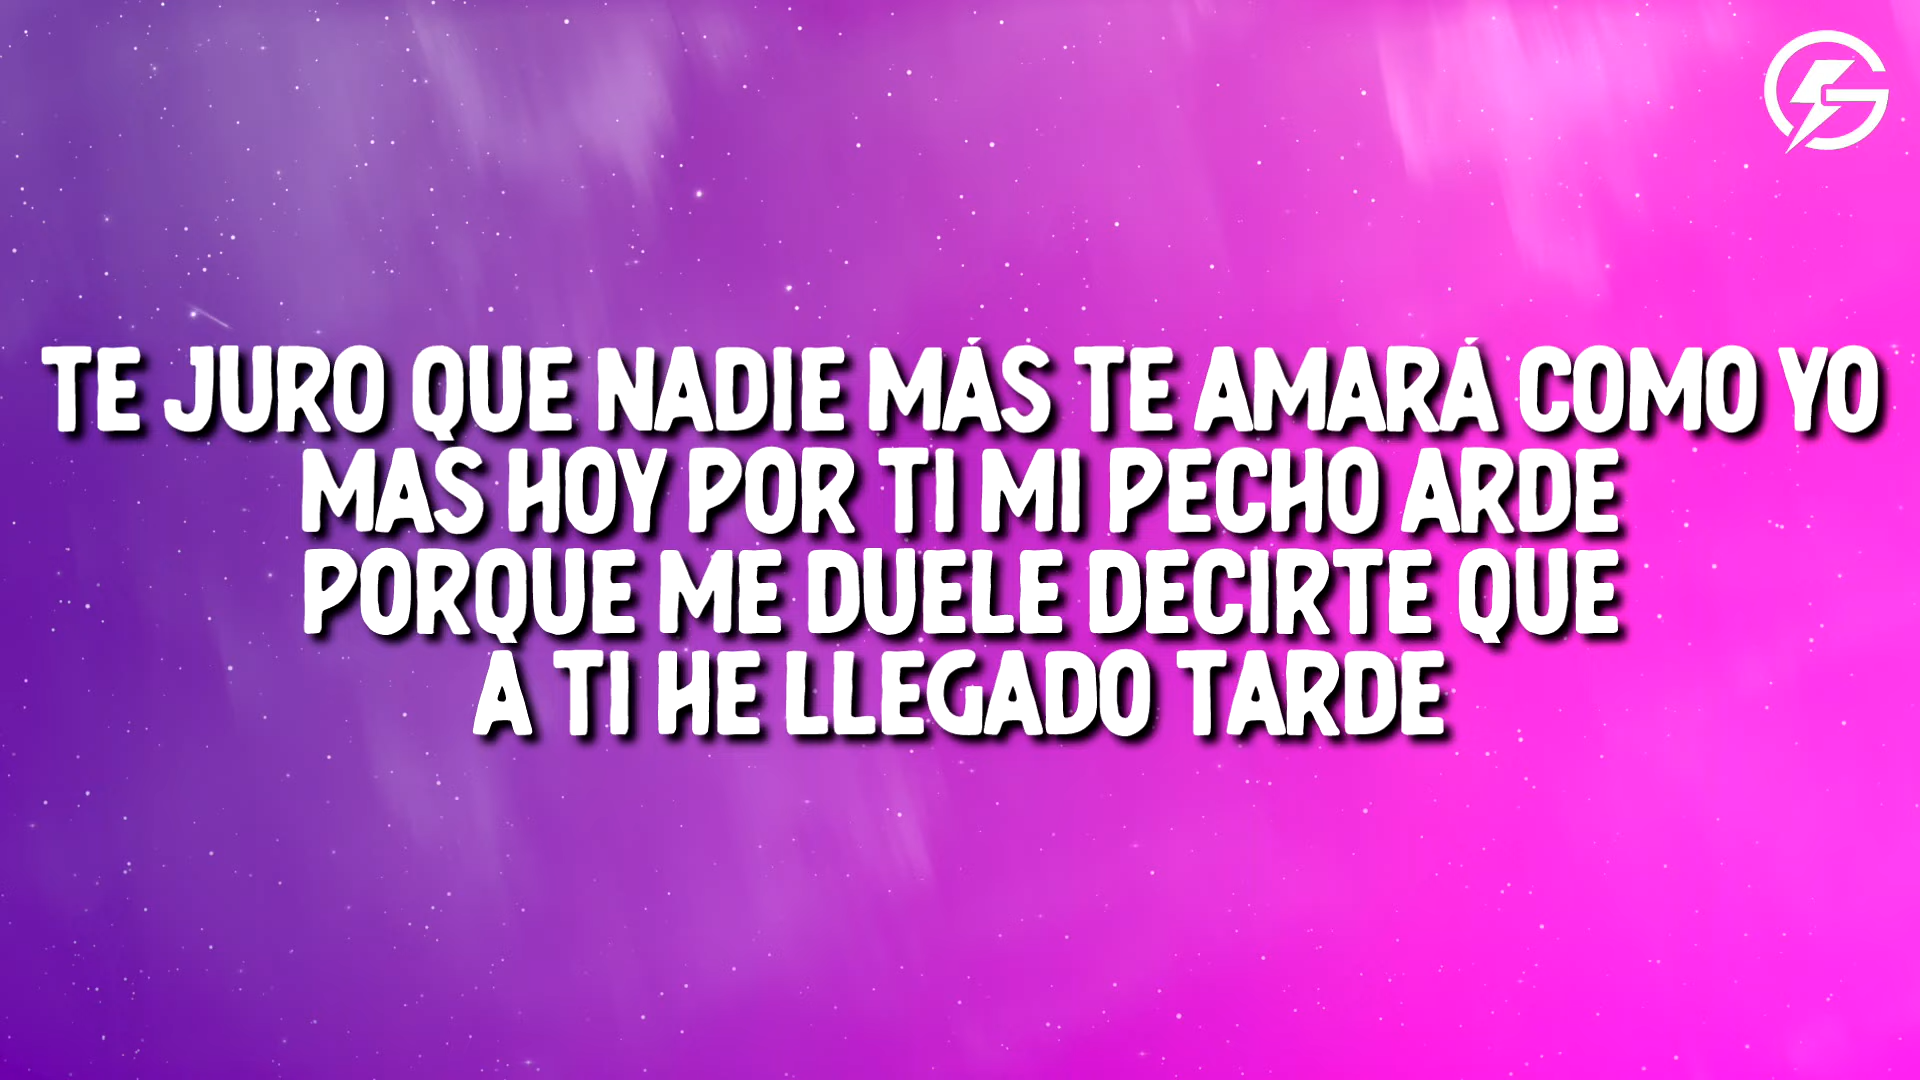 TE JURO QUE NADIE MÁS TE AMARÁ COMO YO
MAS HOY POR TI MI PECHO ARDE
PORQUE ME DUELE DECIRTE QUE
A TI HE LLEGADO TARDE